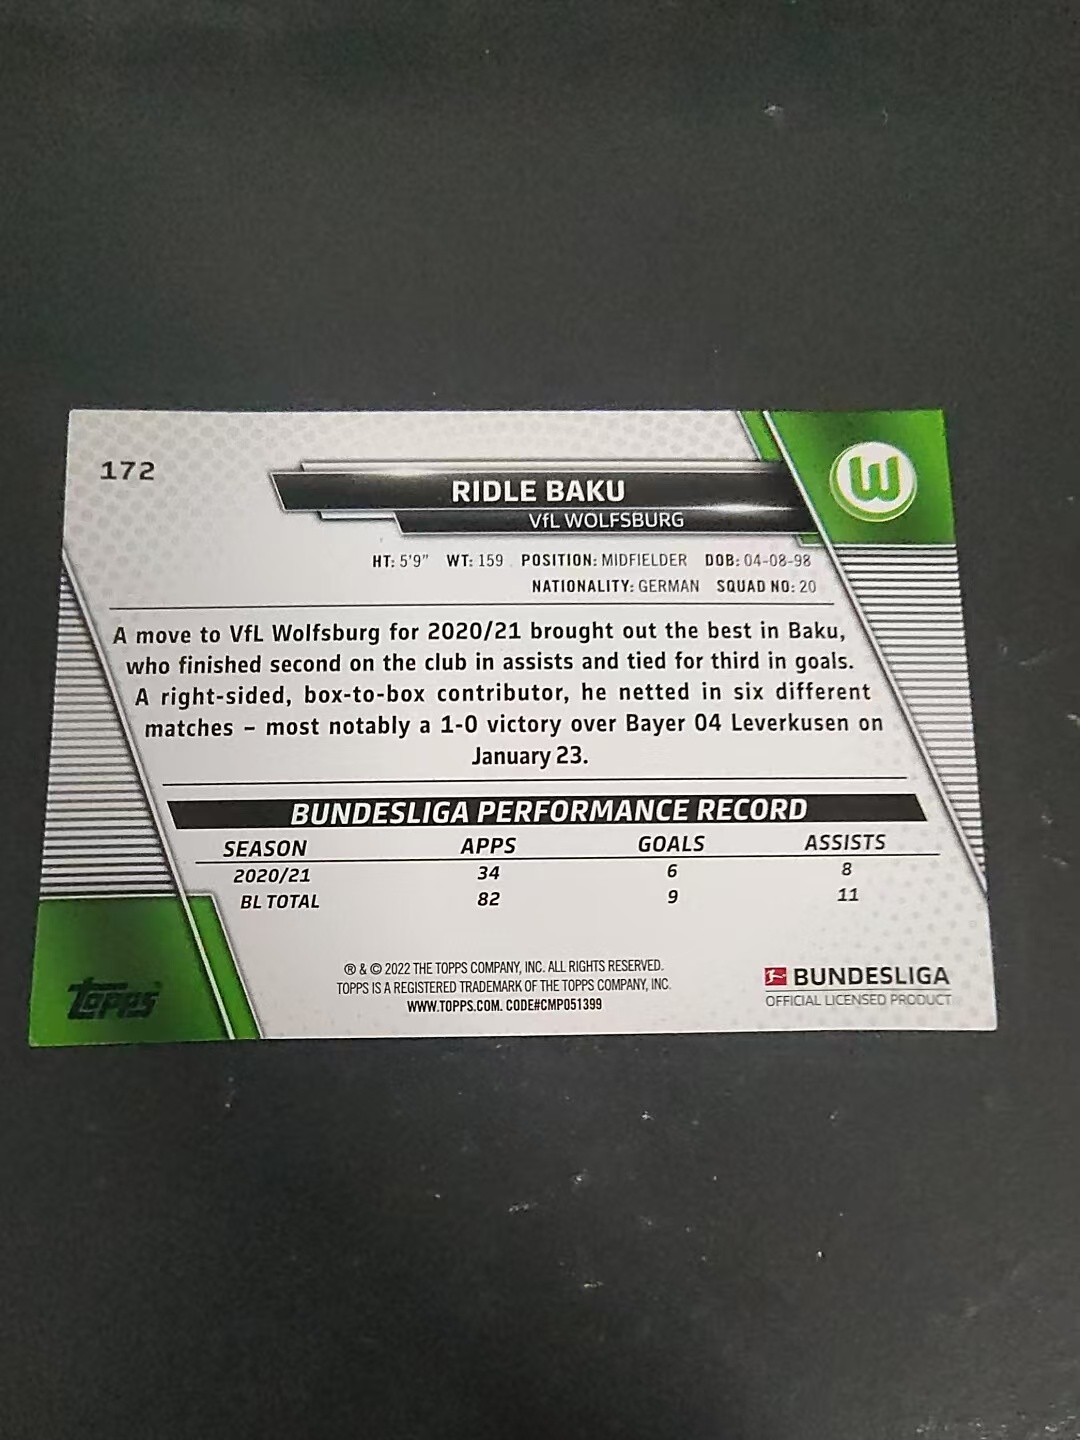 172
RIDLE BAKU
VfL WOLFSBURG
W
HT: 5'9" WT: 159 POSITION: MIDFIELDER DOB: 04-08-98
NATIONALITY: GERMAN SQUAD NO: 20
A move to VfL Wolfsburg for 2020/21 brought out the best in Baku,
who finished second on the club in assists and tied for third in goals.
A right-sided, box-to-box contributor, he netted in six different
matches – most notably a 1-0 victory over Bayer 04 Leverkusen on
January 23.
BUNDESLIGA PERFORMANCE RECORD
SEASON APPS GOALS ASSISTS
2020/21 34 6 8
BL TOTAL 82 9 11
® & © 2022 THE TOPPS COMPANY, INC. ALL RIGHTS RESERVED.
TOPPS IS A REGISTERED TRADEMARK OF THE TOPPS COMPANY, INC.
WWW.TOPPS.COM. CODE#CMP051399
topps
BUNDESLIGA
OFFICIAL LICENSED PRODUCT